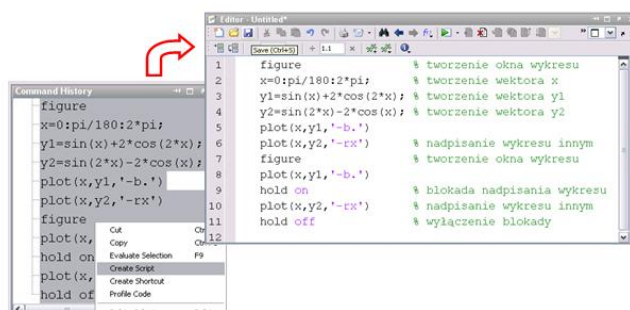 Editor - Untitled*
Save (Ctrl+S)
+ 1.1 ×
1 figure % tworzenie okna wykresu
2 x=0:pi/180:2*pi; % tworzenie wektora x
3 y1=sin(x)+2*cos(2*x); % tworzenie wektora y1
4 y2=sin(2*x)-2*cos(x); % tworzenie wektora y2
5 plot(x,y1,'-b.')
6 plot(x,y2,'-rx') % nadpisanie wykresu innym
7 figure % tworzenie okna wykresu
8 plot(x,y1,'-b.')
9 hold on % blokada nadpisania wykresu
10 plot(x,y2,'-rx') % nadpisanie wykresu innym
11 hold off % wyłączenie blokady
12
Command History
figure
x=0:pi/180:2*pi;
y1=sin(x)+2*cos(2*x);
y2=sin(2*x)-2*cos(x);
plot(x,y1,'-b.')
plot(x,y2,'-rx')
figure
plot(x,
hold on
plot(x,
hold of
Cut
Copy
Evaluate Selection F9
Create Script
Create Shortcut
Profile Code